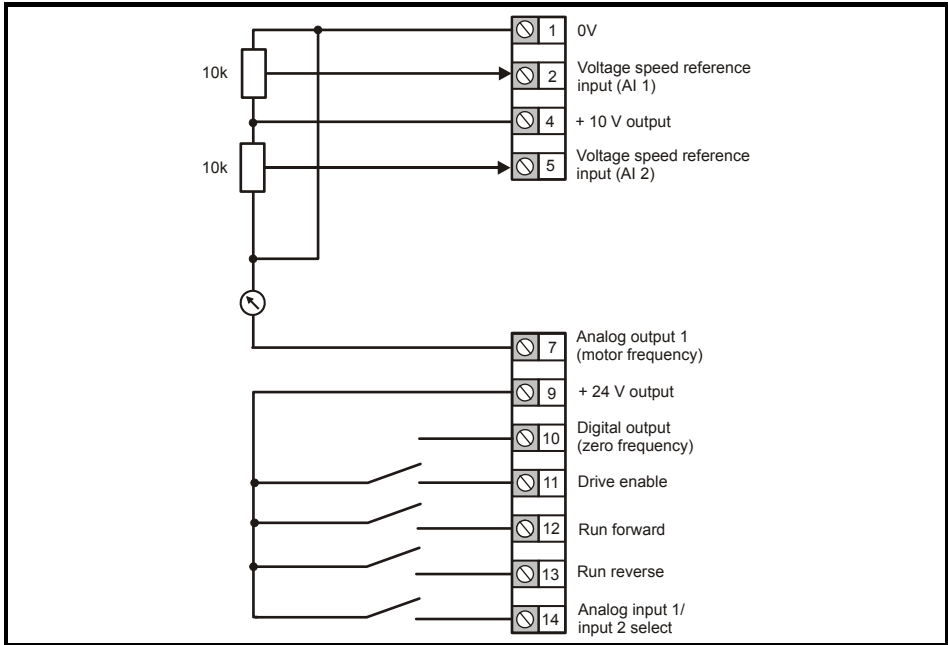 1 0V
10k
2 Voltage speed reference
input (AI 1)
4 + 10 V output
10k
5 Voltage speed reference
input (AI 2)
7 Analog output 1
(motor frequency)
9 + 24 V output
10 Digital output
(zero frequency)
11 Drive enable
12 Run forward
13 Run reverse
14 Analog input 1/
input 2 select